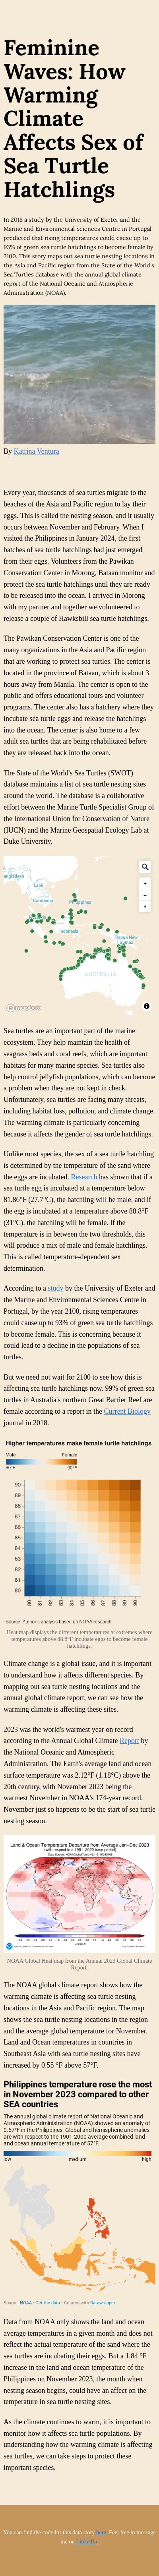 Feminine
Waves: How
Warming
Climate
Affects Sex of
Sea Turtle
Hatchlings
In 2018 a study by the University of Exeter and the
Marine and Environmental Sciences Centre in Portugal
predicted that rising temperatures could cause up to
93% of green sea turtle hatchlings to become female by
2100. This story maps out sea turtle nesting locations in
the Asia and Pacific region from the State of the World's
Sea Turtles database with the annual global climate
report of the National Oceanic and Atmospheric
Administration (NOAA).
By Katrina Ventura
Every year, thousands of sea turtles migrate to the
beaches of the Asia and Pacific region to lay their
eggs. This is called the nesting season, and it usually
occurs between November and February. When I
visited the Philippines in January 2024, the first
batches of sea turtle hatchlings had just emerged
from their eggs. Volunteers from the Pawikan
Conservation Center in Morong, Bataan monitor and
protect the sea turtle hatchlings until they are ready
to be released into the ocean. I arrived in Morong
right at sunset and together we volunteered to
release a couple of Hawksbill sea turtle hatchlings.
The Pawikan Conservation Center is one of the
many organizations in the Asia and Pacific region
that are working to protect sea turtles. The center is
located in the province of Bataan, which is about 3
hours away from Manila. The center is open to the
public and offers educational tours and volunteer
programs. The center also has a hatchery where they
incubate sea turtle eggs and release the hatchlings
into the ocean. The center is also home to a few
adult sea turtles that are being rehabilitated before
they are released back into the ocean.
The State of the World's Sea Turtles (SWOT)
database maintains a list of sea turtle nesting sites
around the world. The database is a collaborative
effort between the Marine Turtle Specialist Group of
the International Union for Conservation of Nature
(IUCN) and the Marine Geospatial Ecology Lab at
Duke University.
Laos
Cambodia
Philippines
Indonesia
Papua New
Guinea
AUSTRALIA
mapbox
Sea turtles are an important part of the marine
ecosystem. They help maintain the health of
seagrass beds and coral reefs, which are important
habitats for many marine species. Sea turtles also
help control jellyfish populations, which can become
a problem when they are not kept in check.
Unfortunately, sea turtles are also facing many risks,
including habitat loss, pollution, and climate change.
The warming climate is particularly concerning
because it affects the gender of sea turtle hatchlings.
Unlike most species, the sex of a sea turtle hatchling
is determined by the temperature of the sand where
the eggs are incubated. Research has shown that if a
sea turtle egg is incubated at a temperature below
81.86°F (27.7°C), the hatchling will be male, and if
the egg is incubated at a temperature above 88.8°F
(31°C), the hatchling will be female. If the
temperature is in between the two thresholds, this
will produce a mix of male and female hatchlings.
This is called temperature-dependent sex
determination.
According to a study by the University of Exeter and
the Marine and Environmental Sciences Centre in
Portugal, by the year 2100, rising temperatures
could cause up to 93% of green sea turtle hatchlings
to become female. This is concerning because it
could lead to a decline in the populations of sea
turtles.
But we need not wait for 2100 to see how this is
affecting sea turtle hatchlings now. 99% of green sea
turtles in Australia's northern Great Barrier Reef are
female according to a report in the Current Biology
journal in 2018.
Higher temperatures make female turtle hatchlings
Male Female
80°F 90°F
90
89
88
87
86
85
84
83
82
81
80
80 81 82 83 84 85 86 87 88 89 90
Source: Author's analysis based on NOAA research
Heat map displays the different temperatures at extremes where
temperatures above 88.8°F incubate eggs to become female
hatchlings.
Climate change is a global issue, and it is important
to understand how it affects different species. By
mapping out sea turtle nesting locations and the
annual global climate report, we can see how the
warming climate is affecting sea turtle hatchlings.
2023 was the world's warmest year on record
according to the Annual Global Climate Report by
the National Oceanic and Atmospheric
Administration. The Earth's average land and ocean
surface temperature was 2.12°F (1.18°C) above the
20th century, with November 2023 being the
warmest November in NOAA's 174-year record.
November just so happens to be the start of sea turtle
nesting season.
Land & Ocean Temperature Departure from Average Jan–Dec 2023
(with respect to a 1991–2020 average)
NOAA Global Heat map from the Annual 2023 Global Climate
Report.
The NOAA global climate report shows how the
warming climate is affecting sea turtle nesting
locations in the Asia and Pacific region. The map
shows the sea turtle nesting locations in the region
and the average global temperature for November.
Land and Ocean temperatures in countries in
Southeast Asia with sea turtle nesting sites have
increased by 0.55 °F above 57°F.
Philippines temperature rose the most
in November 2023 compared to other
SEA countries
The annual global climate report of National Oceanic and
Atmospheric Administration (NOAA) showed an anomaly of
0.67°F in the Philippines. Global and hemispheric anomalies
are with respect to the 1901-2000 average combined land
and ocean annual temperature of 57°F.
low medium high
Source: NOAA · Get the data · Created with Datawrapper
Data from NOAA only shows the land and ocean
average temperatures in a given month and does not
reflect the actual temperature of the sand where the
sea turtles are incubating their eggs. But a 1.84 °F
increase in the land and ocean temperature of the
Philippines on November 2023, the month when
nesting season begins, could have an affect on the
temperature in sea turtle nesting sites.
As the climate continues to warm, it is important to
monitor how it affects sea turtle populations. By
understanding how the warming climate is affecting
sea turtles, we can take steps to protect these
important species.
You can find the code for this data story here. Feel free to message
me on LinkedIn.